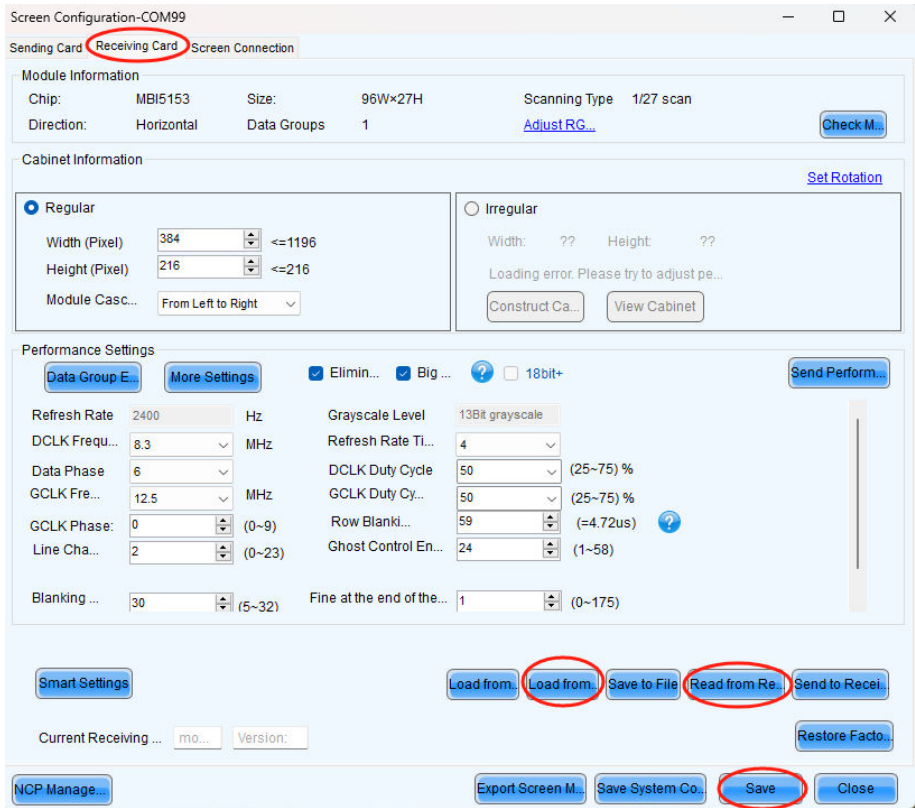 Screen Configuration-COM99
Sending Card Receiving Card Screen Connection
Module Information
Chip: MBI5153 Size: 96W×27H Scanning Type 1/27 scan
Direction: Horizontal Data Groups 1 Adjust RG... Check M...
Cabinet Information
Set Rotation
Regular
Width (Pixel) 384 <=1196
Height (Pixel) 216 <=216
Module Casc... From Left to Right
Irregular
Width: ?? Height: ??
Loading error. Please try to adjust pe...
Construct Ca... View Cabinet
Performance Settings
Data Group E... More Settings Elimin... Big ... ? 18bit+ Send Perform...
Refresh Rate 2400 Hz Grayscale Level 13Bit grayscale
DCLK Frequ... 8.3 MHz Refresh Rate Ti... 4
Data Phase 6 DCLK Duty Cycle 50 (25~75) %
GCLK Fre... 12.5 MHz GCLK Duty Cy... 50 (25~75) %
GCLK Phase: 0 (0~9) Row Blanki... 59 (=4.72us) ?
Line Cha... 2 (0~23) Ghost Control En... 24 (1~58)
Blanking ... 30 (5~32) Fine at the end of the... 1 (0~175)
Smart Settings Load from... Load from... Save to File Read from Re... Send to Recei...
Current Receiving ... mo... Version: Restore Facto...
NCP Manage... Export Screen M... Save System Co... Save Close